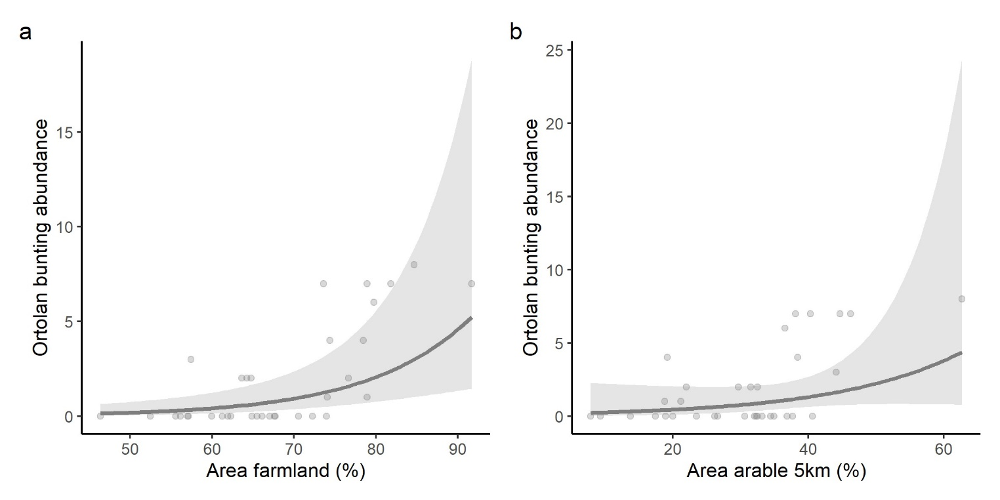 a
Ortolan bunting abundance
15
10
5
0
50 60 70 80 90
Area farmland (%)
b
Ortolan bunting abundance
25
20
15
10
5
0
20 40 60
Area arable 5km (%)